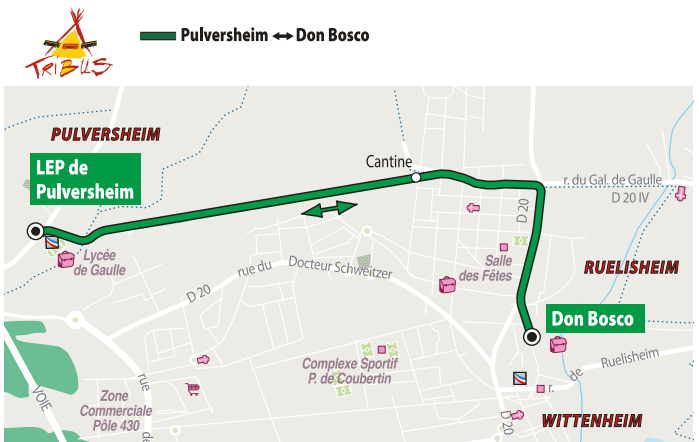 TRIBUS
Pulversheim ↔ Don Bosco
PULVERSHEIM
LEP de
Pulversheim
Cantine
r. du Gal. de Gaulle
D 20 IV
D 20
Lycée
de Gaulle
Salle
des Fêtes
RUELISHEIM
rue du Docteur Schweitzer
D 20
Don Bosco
Complexe Sportif
P. de Coubertin
r. de Ruelisheim
VOIE
Zone
Commerciale
Pôle 430
rue de
D 20
WITTENHEIM